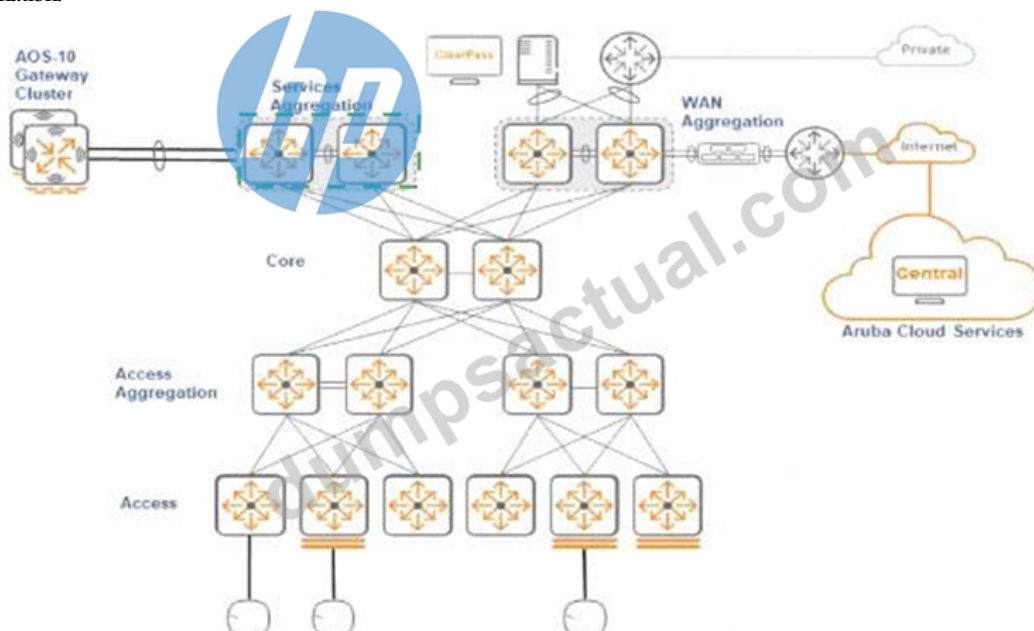 AOS-10
Gateway
Cluster
hp
Services
Aggregation
ClearPass
Private
WAN
Aggregation
Internet
Core
Central
Aruba Cloud Services
Access
Aggregation
Access
dumpsactual.com